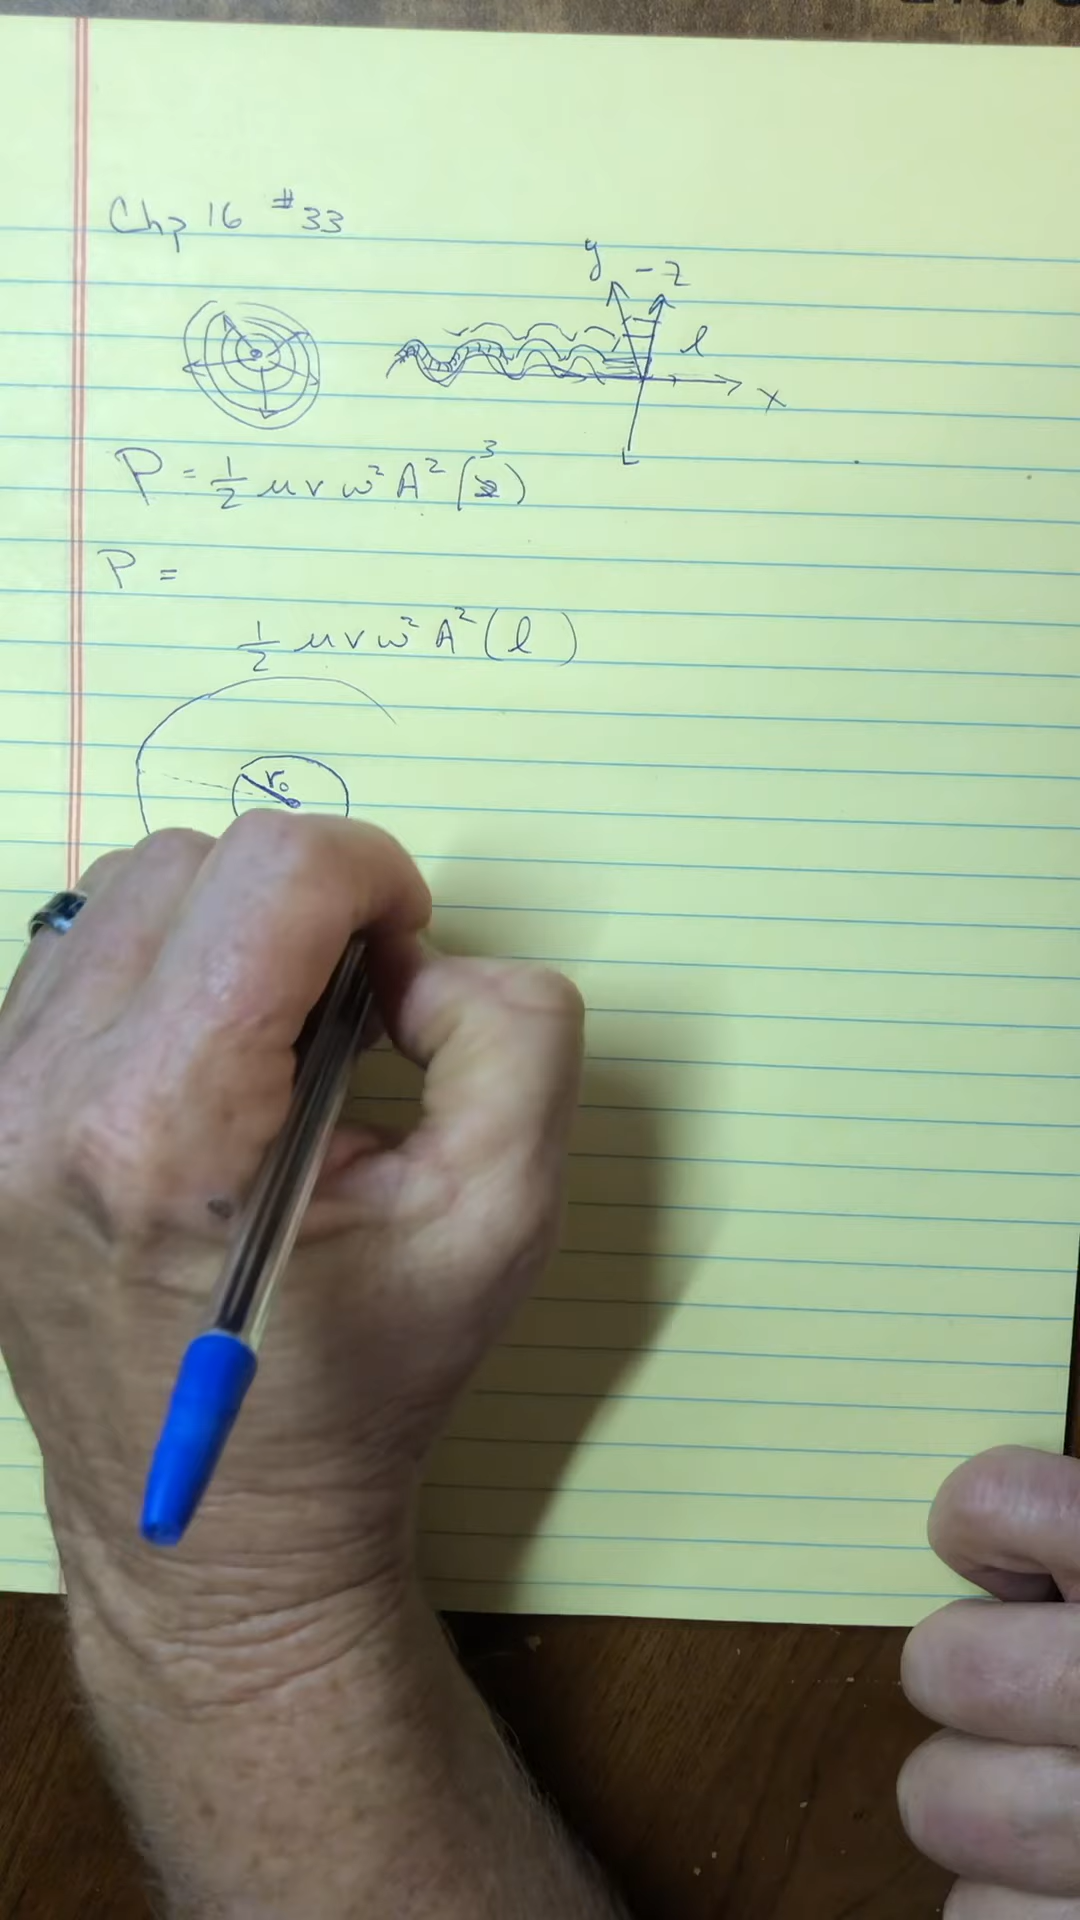 Chp 16 #33
y -z
l
x
P = 1/2 μ v ω² A² (3)
P =
1/2 μ v ω² A² (l )
r₀